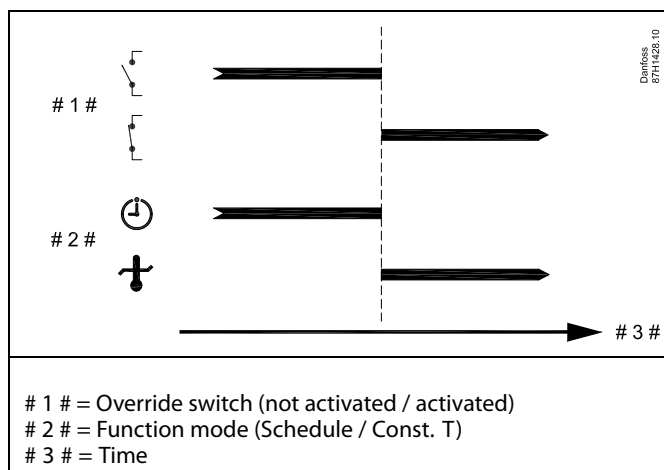 Danfoss
87H1428.10
# 1 #
# 2 #
# 3 #
# 1 # = Override switch (not activated / activated)
# 2 # = Function mode (Schedule / Const. T)
# 3 # = Time